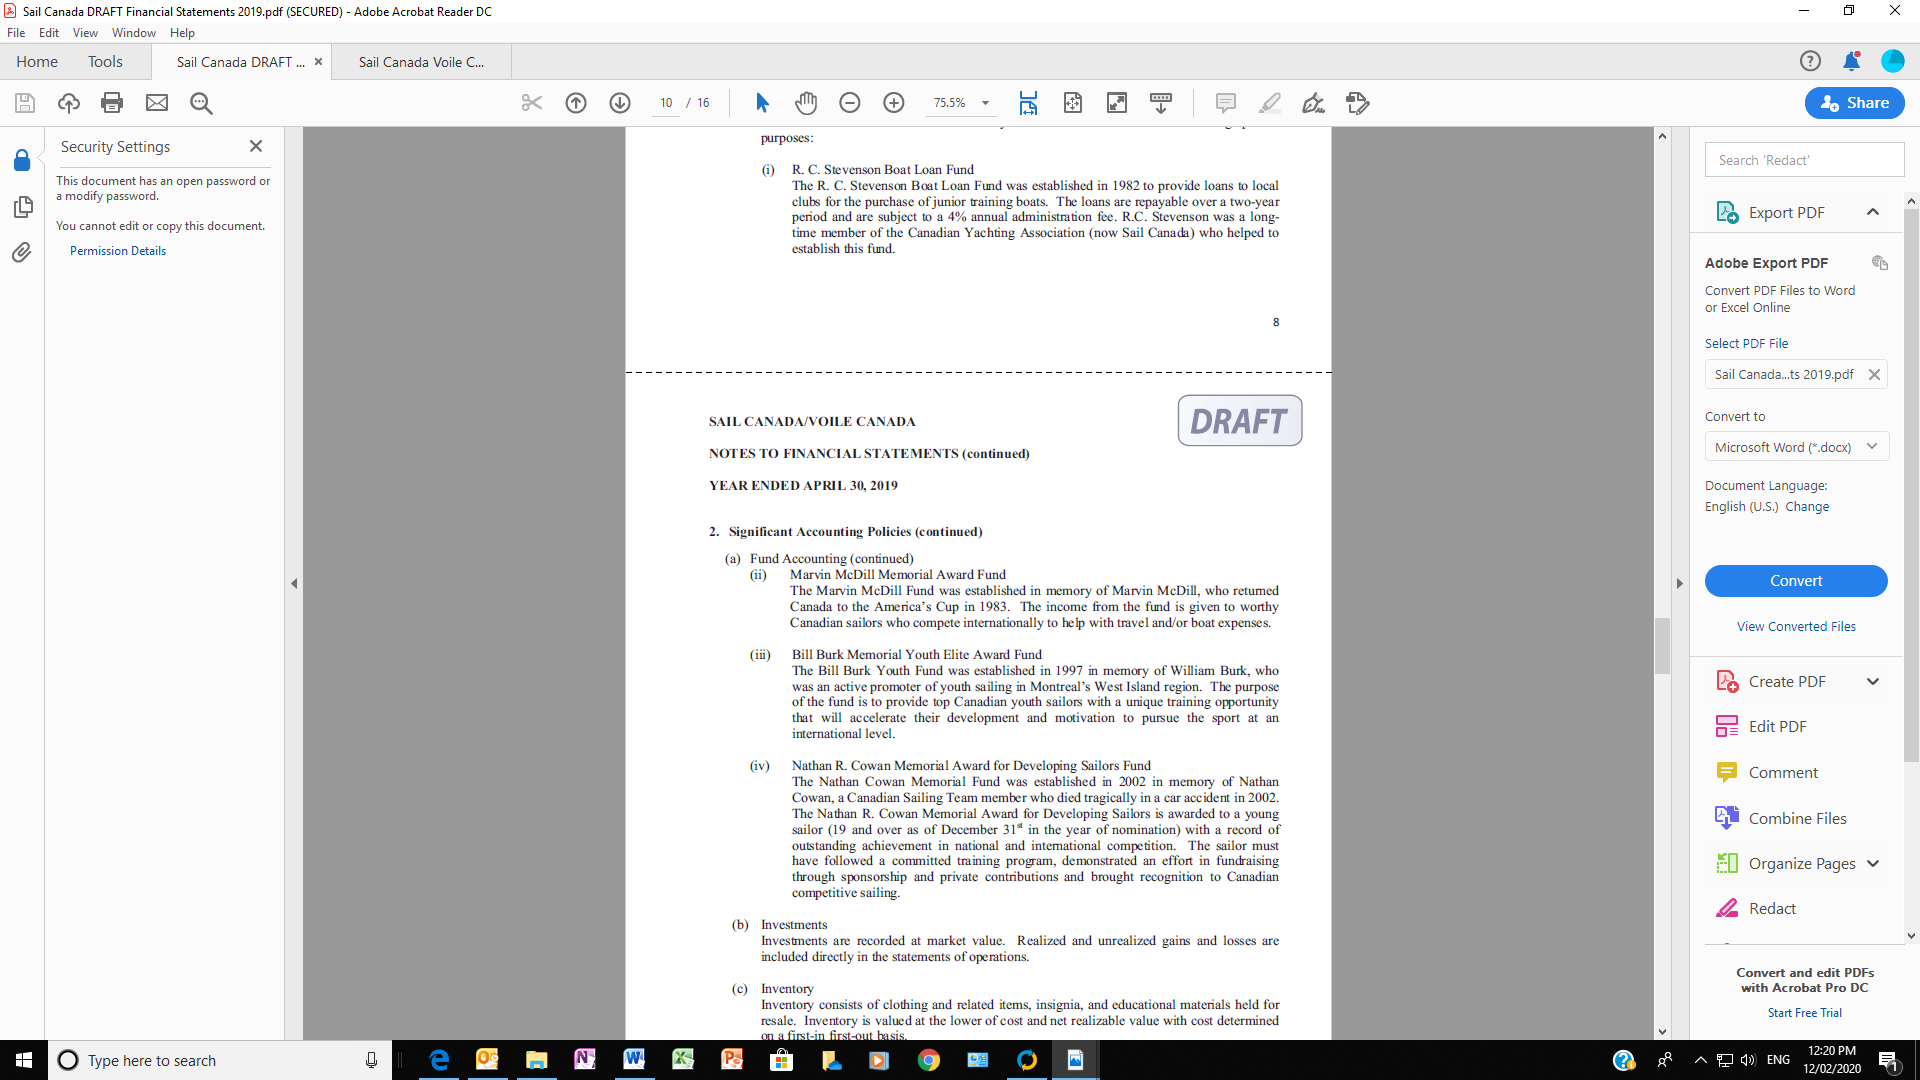 Sail Canada DRAFT Financial Statements 2019.pdf (SECURED) - Adobe Acrobat Reader DC
File Edit View Window Help
Home Tools Sail Canada DRAFT ... × Sail Canada Voile C...
10 / 16 75.5% Share
Security Settings
This document has an open password or
a modify password.
You cannot edit or copy this document.
Permission Details
purposes:
(i) R. C. Stevenson Boat Loan Fund
The R. C. Stevenson Boat Loan Fund was established in 1982 to provide loans to local
clubs for the purchase of junior training boats. The loans are repayable over a two-year
period and are subject to a 4% annual administration fee. R.C. Stevenson was a long-
time member of the Canadian Yachting Association (now Sail Canada) who helped to
establish this fund.
8
DRAFT
SAIL CANADA/VOILE CANADA
NOTES TO FINANCIAL STATEMENTS (continued)
YEAR ENDED APRIL 30, 2019
2. Significant Accounting Policies (continued)
(a) Fund Accounting (continued)
(ii) Marvin McDill Memorial Award Fund
The Marvin McDill Fund was established in memory of Marvin McDill, who returned
Canada to the America's Cup in 1983. The income from the fund is given to worthy
Canadian sailors who compete internationally to help with travel and/or boat expenses.
(iii) Bill Burk Memorial Youth Elite Award Fund
The Bill Burk Youth Fund was established in 1997 in memory of William Burk, who
was an active promoter of youth sailing in Montreal's West Island region. The purpose
of the fund is to provide top Canadian youth sailors with a unique training opportunity
that will accelerate their development and motivation to pursue the sport at an
international level.
(iv) Nathan R. Cowan Memorial Award for Developing Sailors Fund
The Nathan Cowan Memorial Fund was established in 2002 in memory of Nathan
Cowan, a Canadian Sailing Team member who died tragically in a car accident in 2002.
The Nathan R. Cowan Memorial Award for Developing Sailors is awarded to a young
sailor (19 and over as of December 31st in the year of nomination) with a record of
outstanding achievement in national and international competition. The sailor must
have followed a committed training program, demonstrated an effort in fundraising
through sponsorship and private contributions and brought recognition to Canadian
competitive sailing.
(b) Investments
Investments are recorded at market value. Realized and unrealized gains and losses are
included directly in the statements of operations.
(c) Inventory
Inventory consists of clothing and related items, insignia, and educational materials held for
resale. Inventory is valued at the lower of cost and net realizable value with cost determined
on a first-in first-out basis.
Search 'Redact'
Export PDF
Adobe Export PDF
Convert PDF Files to Word
or Excel Online
Select PDF File
Sail Canada...ts 2019.pdf
Convert to
Microsoft Word (*.docx)
Document Language:
English (U.S.) Change
Convert
View Converted Files
Create PDF
Edit PDF
Comment
Combine Files
Organize Pages
Redact
Convert and edit PDFs
with Acrobat Pro DC
Start Free Trial
Type here to search
ENG
12:20 PM
12/02/2020
1